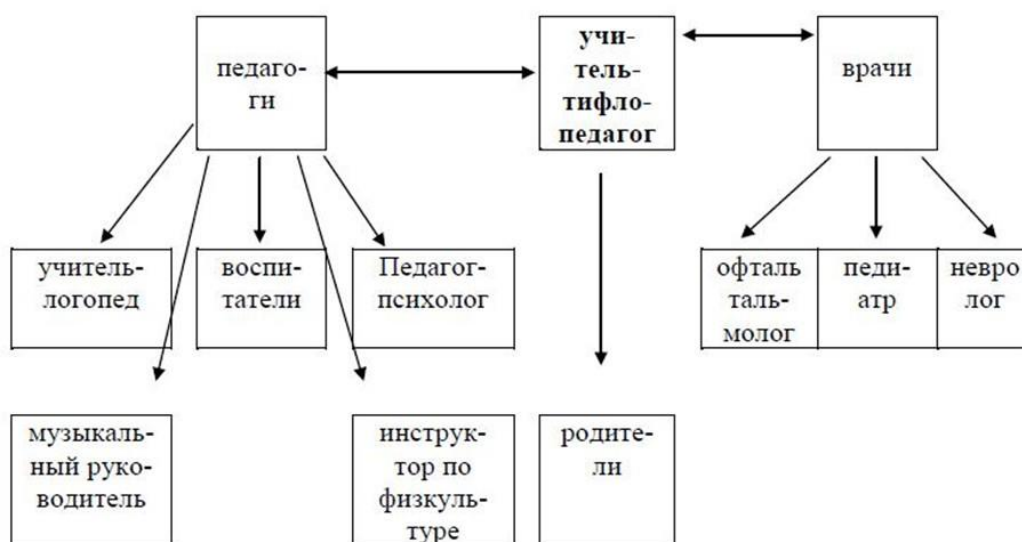 педаго-
ги
учи-
тель-
тифло-
педагог
врачи
учитель-
логопед
воспи-
татели
Педагог-
психолог
офталь
таль-
молог
педи-
атр
невро
лог
музыкаль-
ный руко-
водитель
инструк-
тор по
физкуль-
туре
родите-
ли